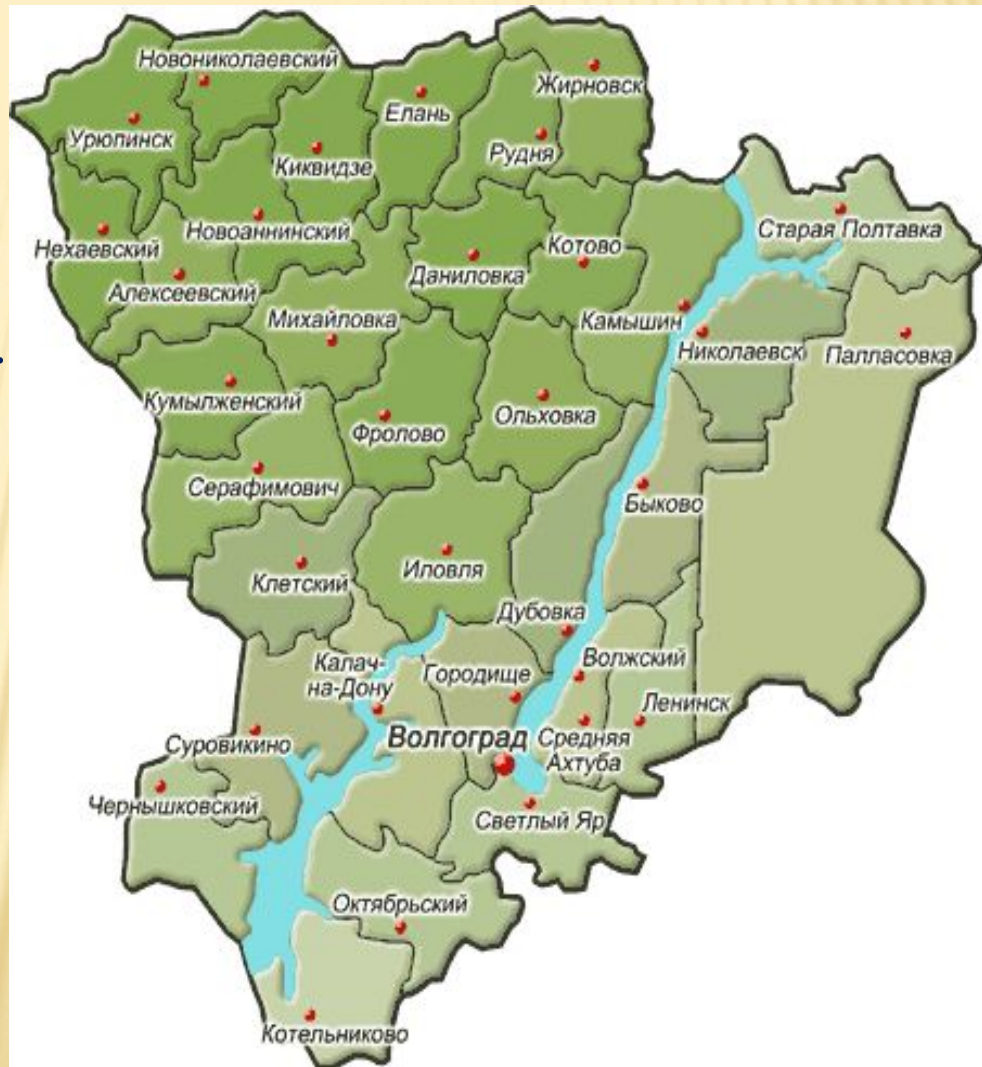 Новониколаевский
Жирновск
Елань
Урюпинск
Киквидзе
Рудня
Нехаевский
Новоаннинский
Старая Полтавка
Котово
Даниловка
Алексеевский
Михайловка
Камышин
Николаевск
Палласовка
Кумылженский
Ольховка
Фролово
Серафимович
Быково
Клетский
Иловля
Дубовка
Калач-
на-Дону
Городище
Волжский
Ленинск
Волгоград
Средняя
Ахтуба
Суровикино
Чернышковский
Светлый Яр
Октябрьский
Котельниково